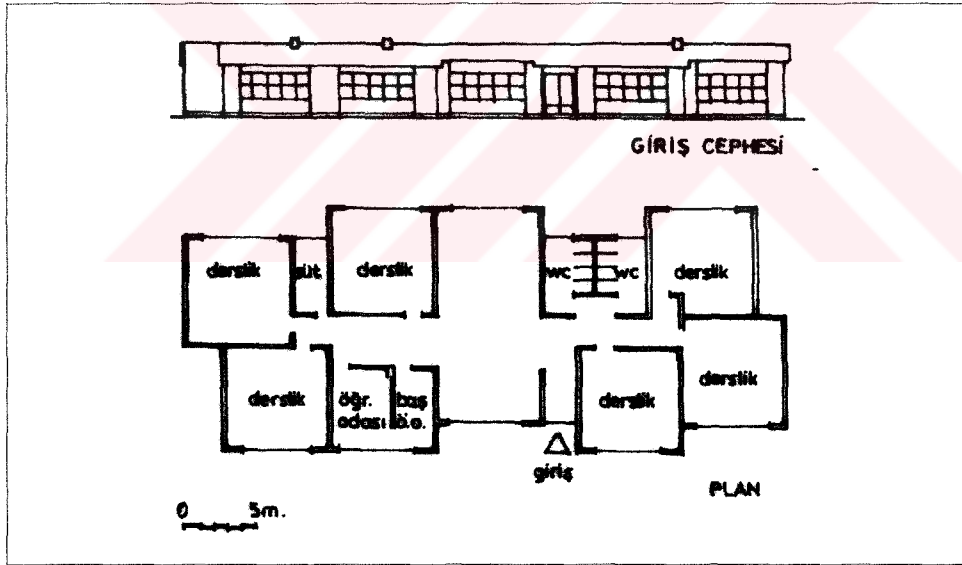 GİRİŞ CEPHESİ
derslik
süt.
derslik
wc
wc
derslik
derslik
öğr.
odası
baş
ö.o.
derslik
derslik
giriş
PLAN
0 5m.